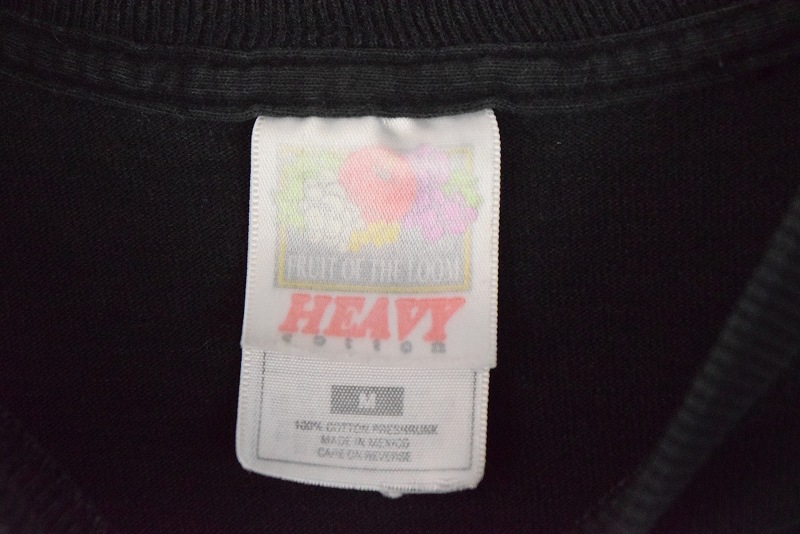 FRUIT OF THE LOOM
HEAVY
cotton
M
100% COTTON PRESHRUNK
MADE IN MEXICO
CARE ON REVERSE